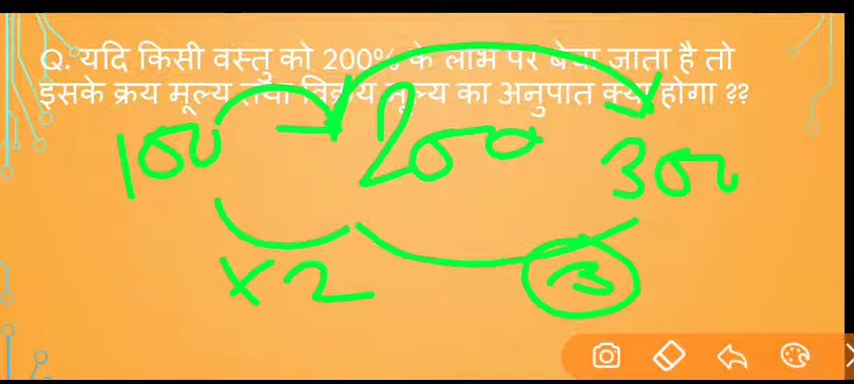 Q. यदि किसी वस्तु को 200% के लाभ पर बेचा जाता है तो
इसके क्रय मूल्य तथा विक्रय मूल्य का अनुपात क्या होगा ??
100 200 300
×2 3